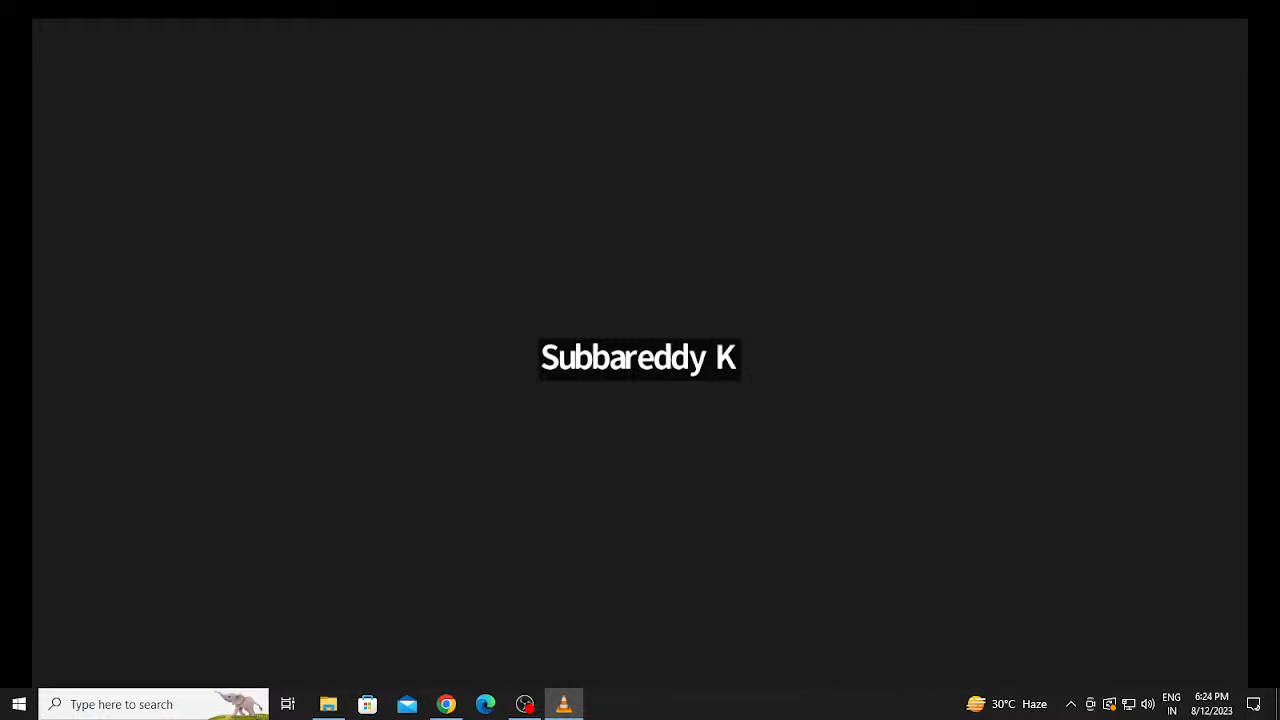 Subbareddy K
Type here to search
30°C Haze
ENG
IN
6:24 PM
8/12/2023